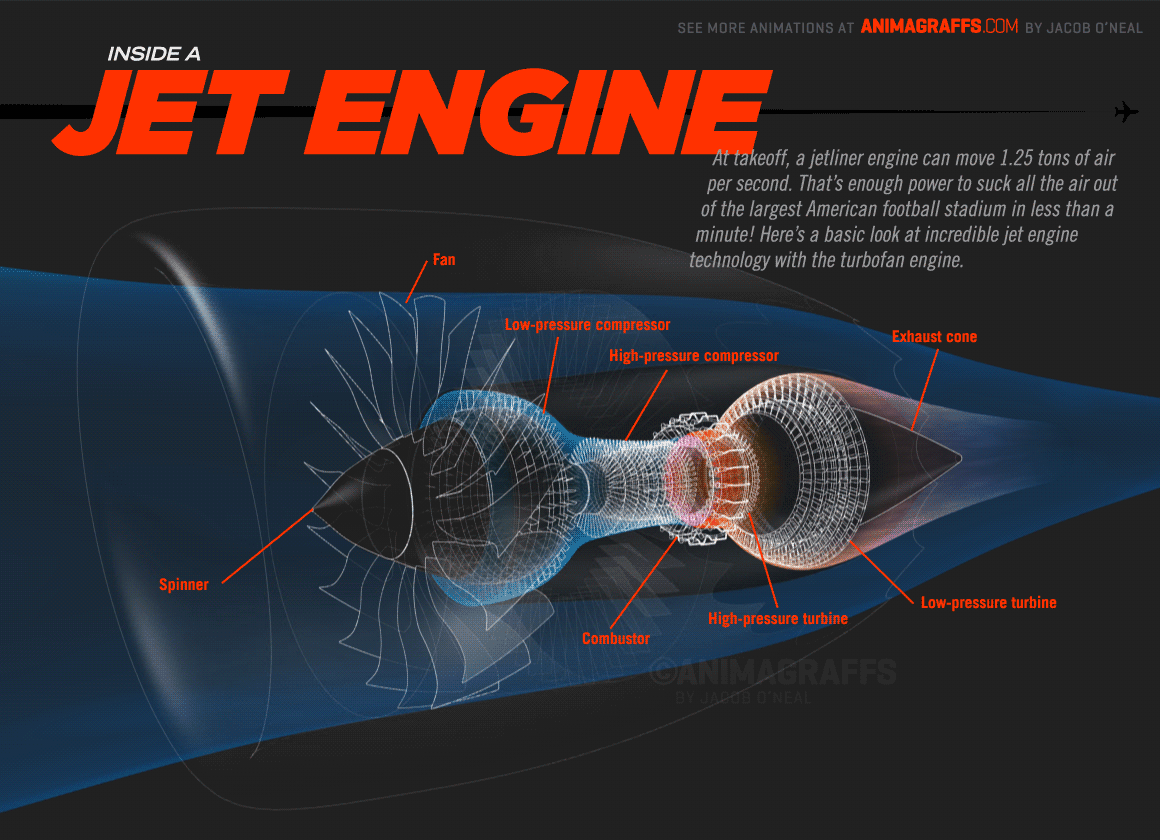 SEE MORE ANIMATIONS AT ANIMAGRAFFS.COM BY JACOB O'NEAL
INSIDE A
JET ENGINE
At takeoff, a jetliner engine can move 1.25 tons of air
per second. That's enough power to suck all the air out
of the largest American football stadium in less than a
minute! Here's a basic look at incredible jet engine
technology with the turbofan engine.
Fan
Low-pressure compressor
High-pressure compressor
Exhaust cone
Spinner
Combustor
High-pressure turbine
Low-pressure turbine
©ANIMAGRAFFS
BY JACOB O'NEAL